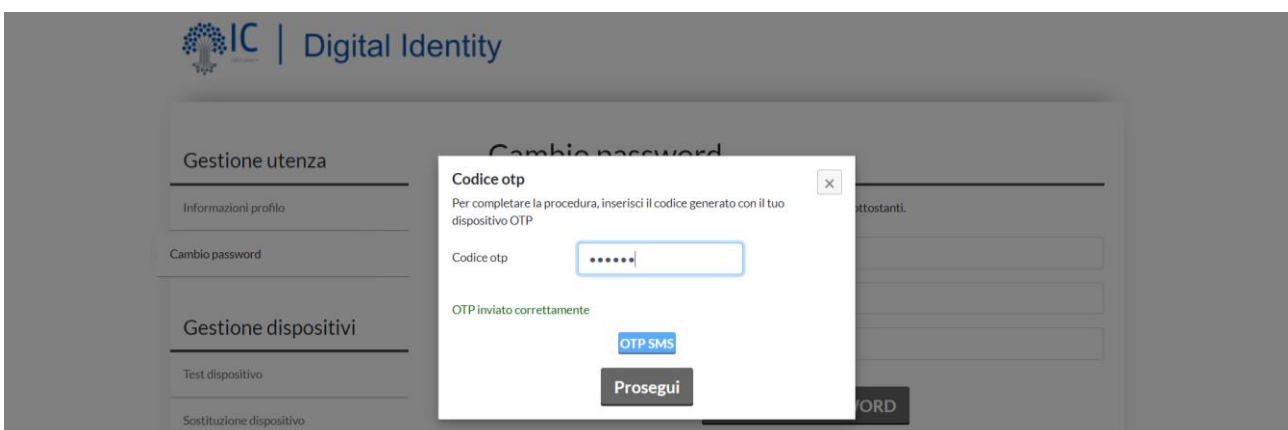 IC | Digital Identity
Gestione utenza
Informazioni profilo
Cambio password
Gestione dispositivi
Test dispositivo
Sostituzione dispositivo
Cambio password
ottostanti.
WORD
Codice otp
×
Per completare la procedura, inserisci il codice generato con il tuo
dispositivo OTP
Codice otp
••••••
OTP inviato correttamente
OTP SMS
Prosegui